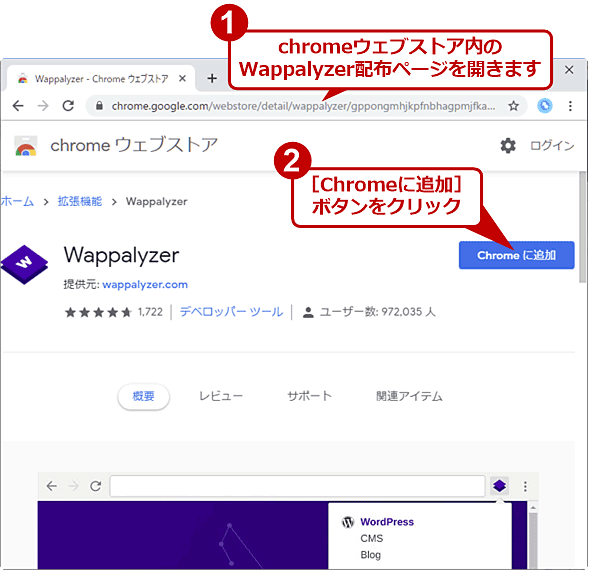 1
chromeウェブストア内の
Wappalyzer配布ページを開きます
Wappalyzer - Chrome ウェブストア
chrome.google.com/webstore/detail/wappalyzer/gppongmhjkpfnbhagpmjfka...
chrome ウェブストア
ログイン
2
[Chromeに追加]
ボタンをクリック
ホーム > 拡張機能 > Wappalyzer
W
Wappalyzer
Chrome に追加
提供元: wappalyzer.com
1,722 デベロッパー ツール ユーザー数: 972,035 人
概要 レビュー サポート 関連アイテム
WordPress
CMS
Blog